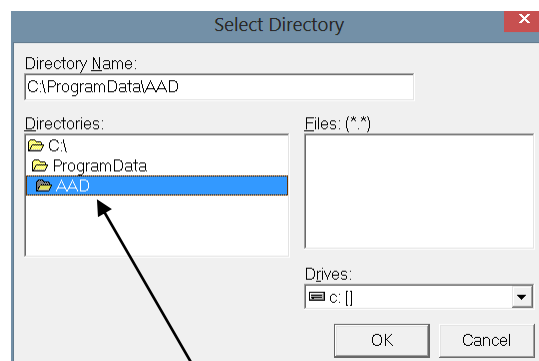 Select Directory
Directory Name:
C:\ProgramData\AAD
Directories:
Files: (*.*)
C:\
ProgramData
AAD
Drives:
c: []
OK
Cancel